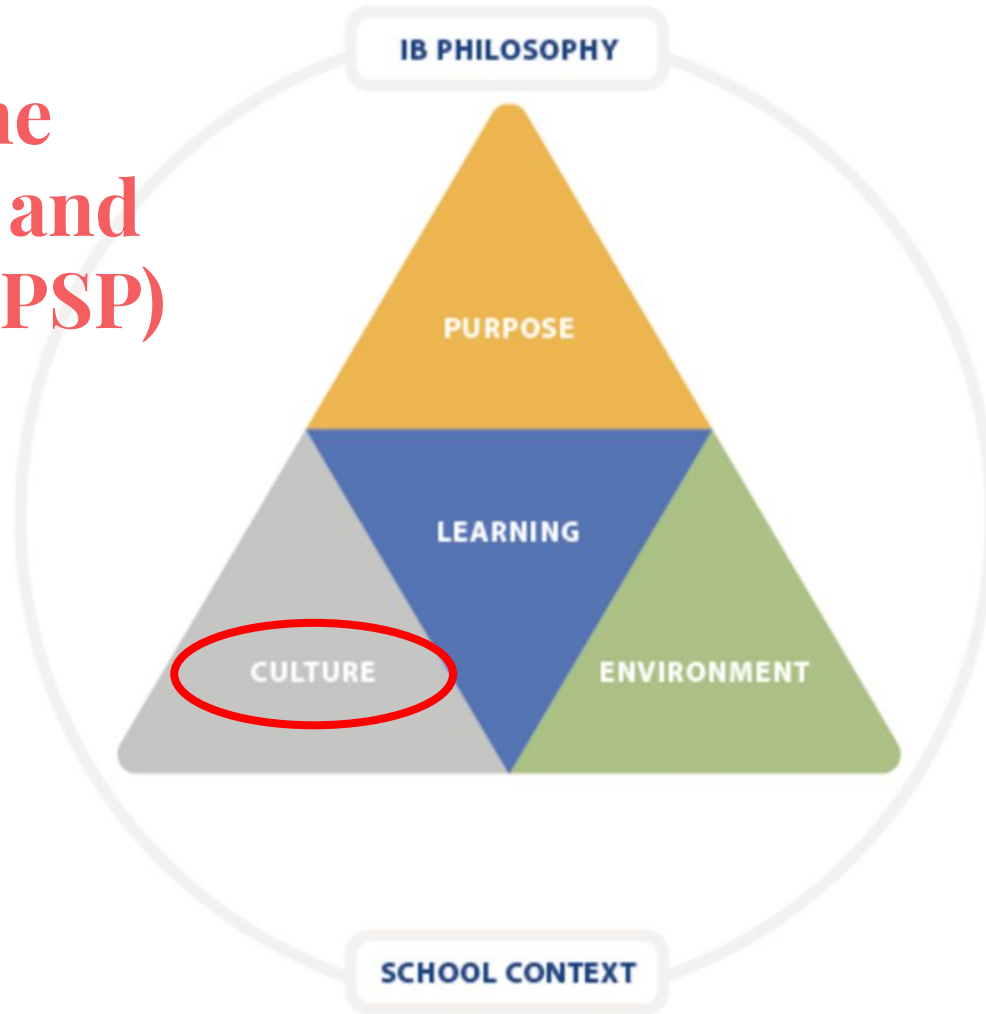 IB PHILOSOPHY
ne
and
PSP)
PURPOSE
LEARNING
CULTURE
ENVIRONMENT
SCHOOL CONTEXT